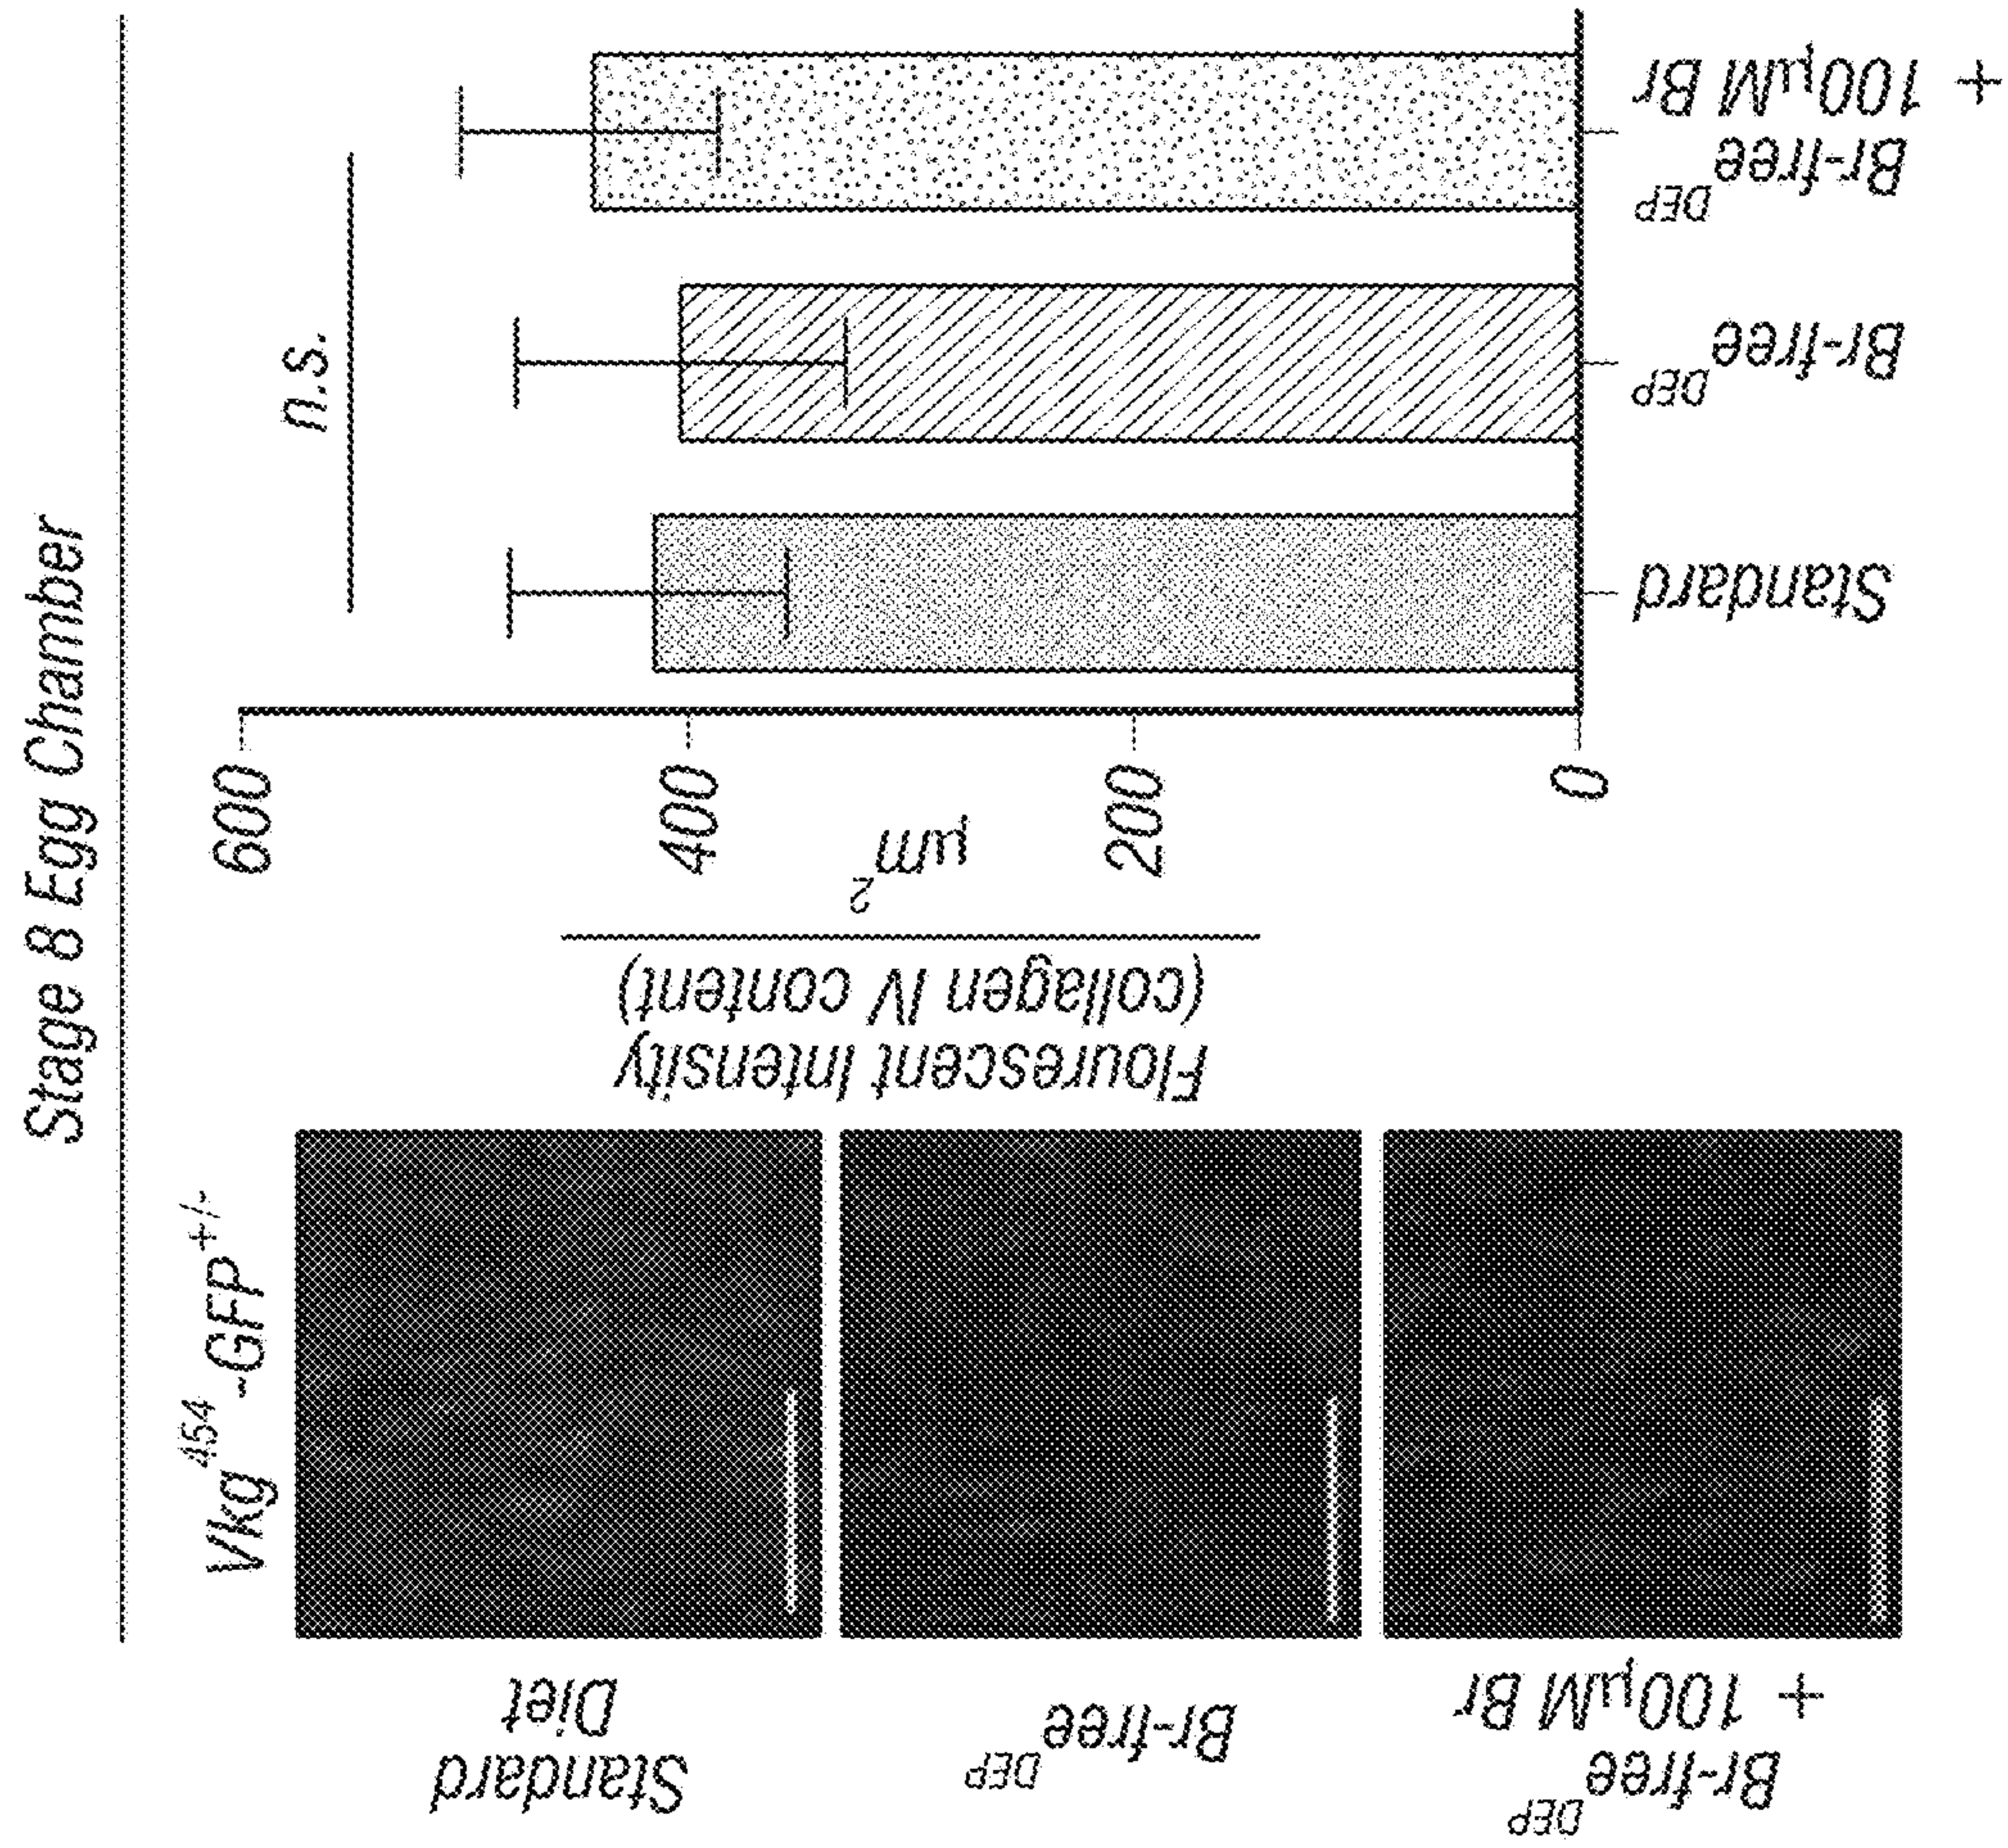 Stage 8 Egg Chamber
Vkg⁴⁵⁴-GFP⁺/⁻
Standard
Diet
Br-freeᴰᴱᴾ
Br-freeᴰᴱᴾ
+ 100µM Br
Flourescent Intensity
(collagen IV content)
µm²
600
400
200
0
n.s.
Standard
Br-freeᴰᴱᴾ
Br-freeᴰᴱᴾ
+ 100µM Br